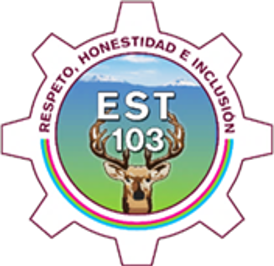 RESPETO, HONESTIDAD E INCLUSIÓN
EST
103